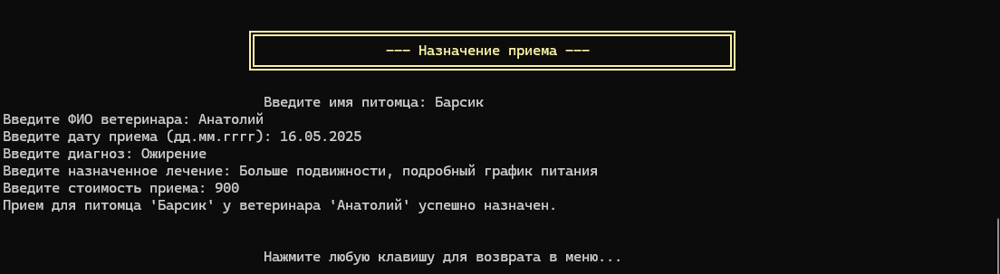 --- Назначение приема ---
Введите имя питомца: Барсик
Введите ФИО ветеринара: Анатолий
Введите дату приема (дд.мм.гггг): 16.05.2025
Введите диагноз: Ожирение
Введите назначенное лечение: Больше подвижности, подробный график питания
Введите стоимость приема: 900
Прием для питомца 'Барсик' у ветеринара 'Анатолий' успешно назначен.
Нажмите любую клавишу для возврата в меню...